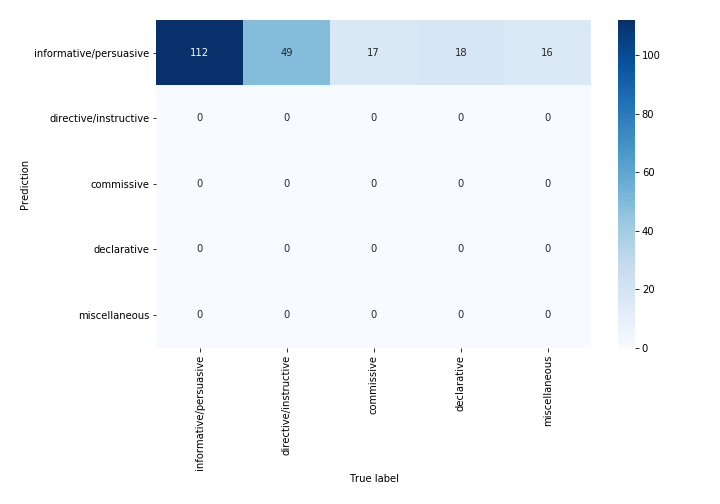 informative/persuasive 112 49 17 18 16
directive/instructive 0 0 0 0 0
commissive 0 0 0 0 0
declarative 0 0 0 0 0
miscellaneous 0 0 0 0 0
Prediction
informative/persuasive
directive/instructive
commissive
declarative
miscellaneous
True label
100
80
60
40
20
0